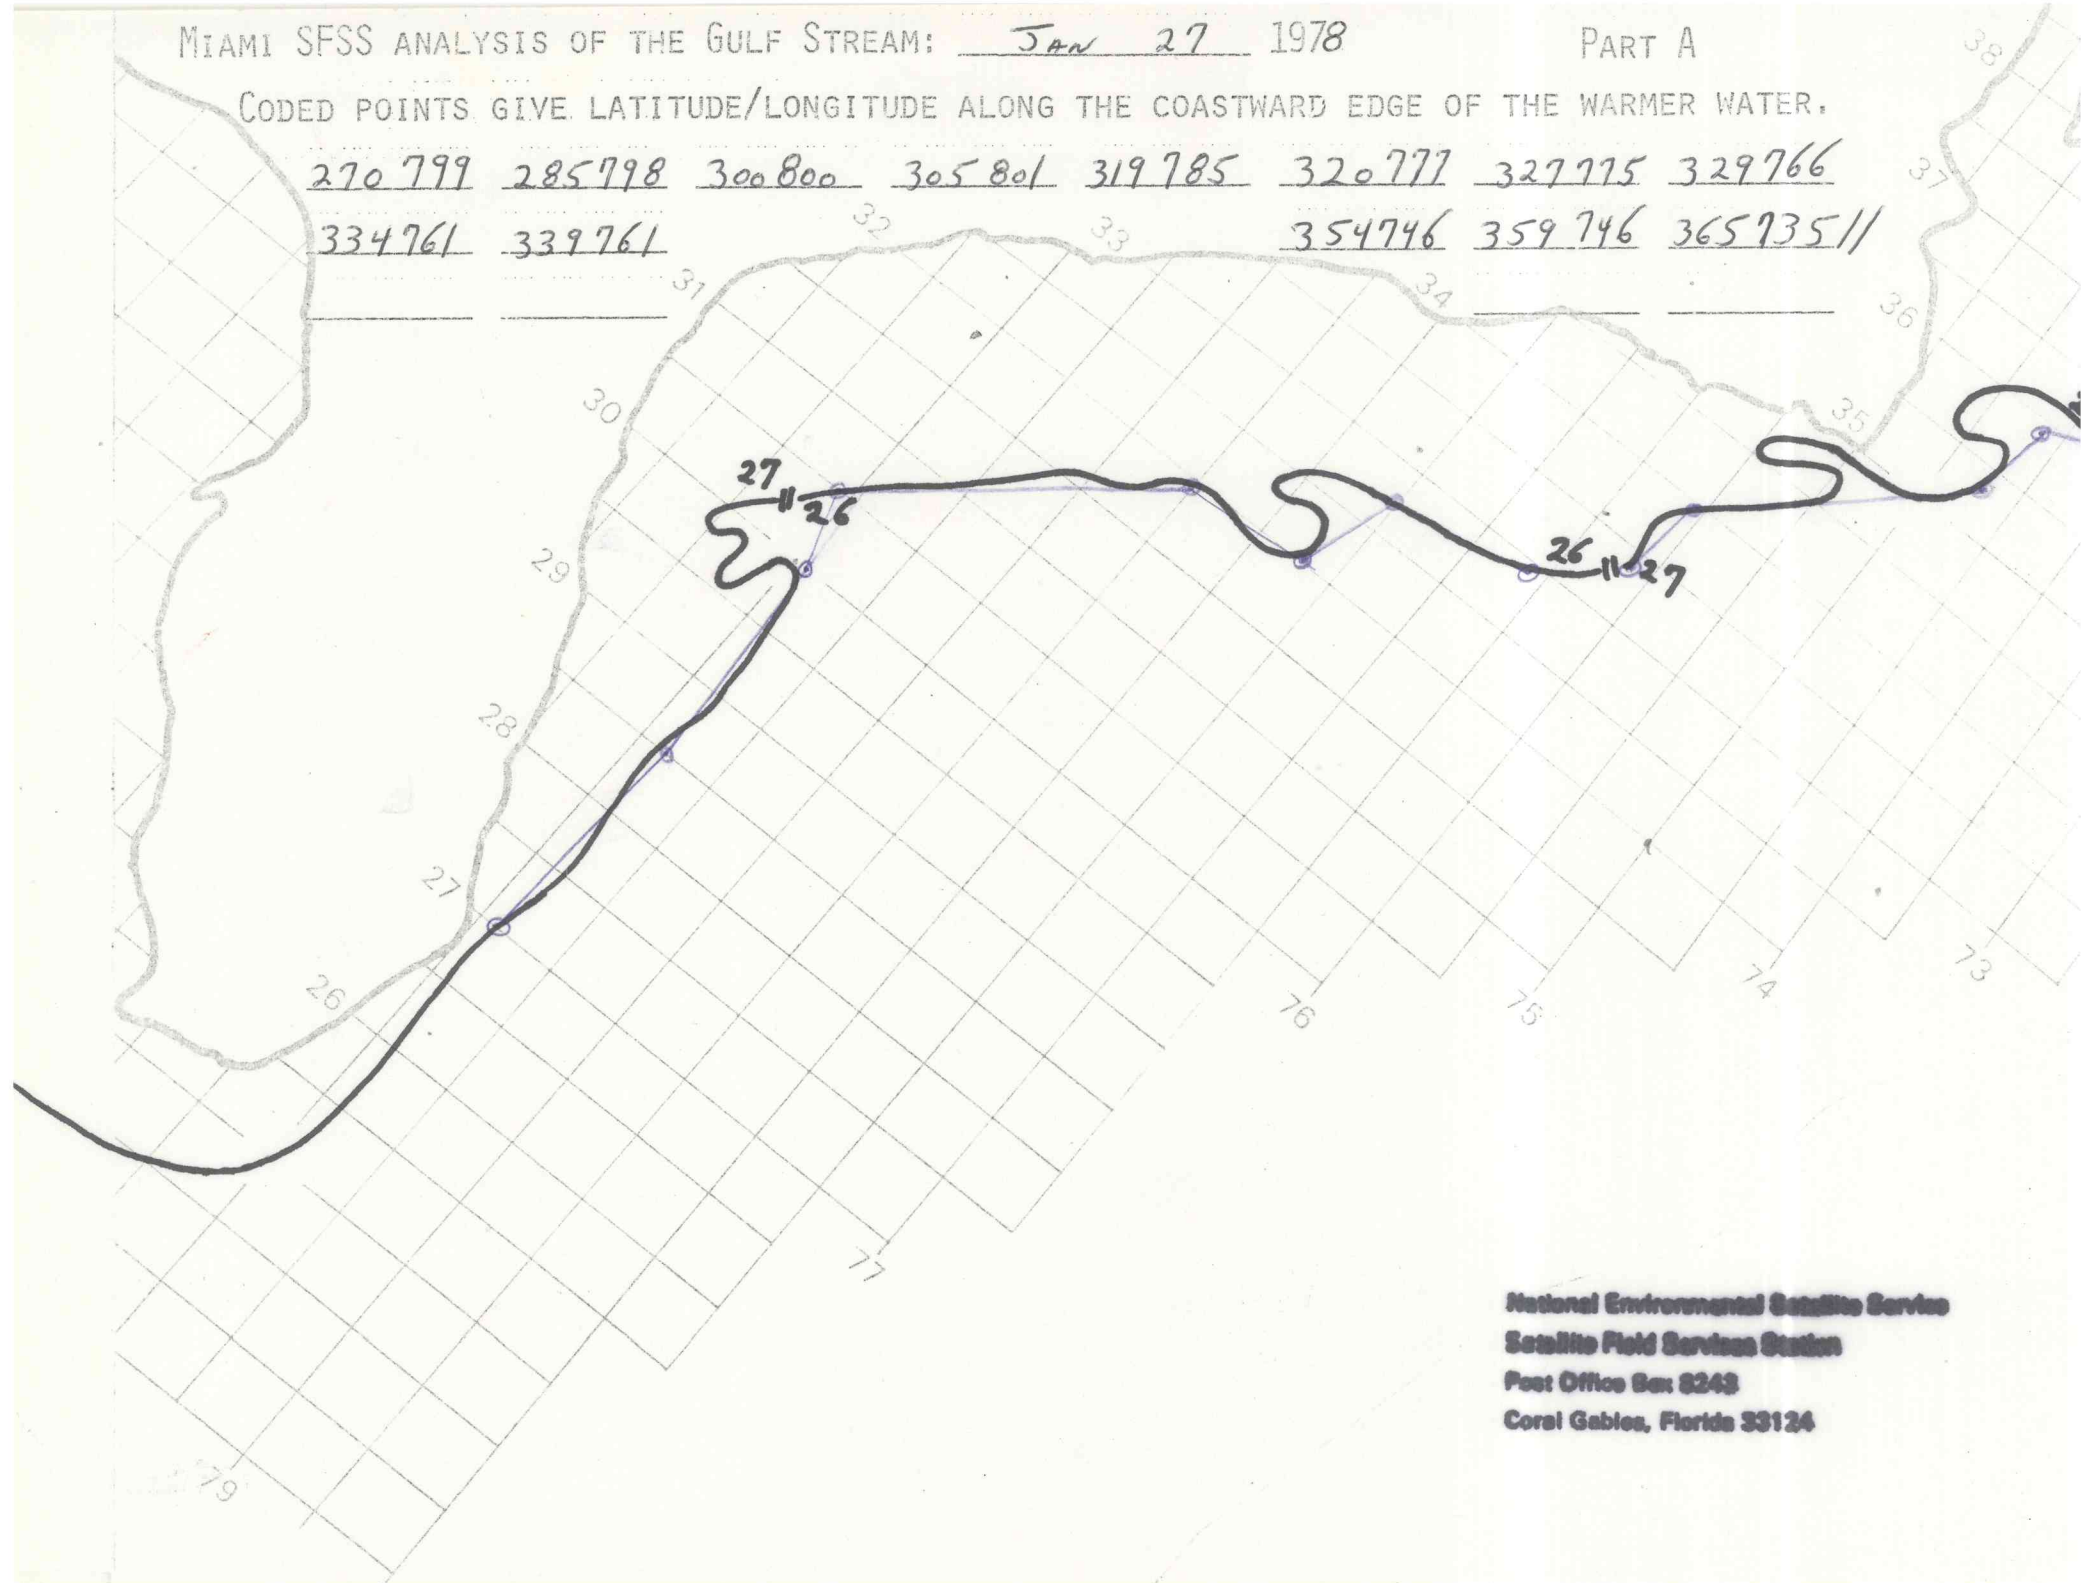 MIAMI SFSS ANALYSIS OF THE GULF STREAM: JAN 27 1978 PART A
CODED POINTS GIVE LATITUDE/LONGITUDE ALONG THE COASTWARD EDGE OF THE WARMER WATER.
270799 285798 300800 305801 319785 320777 327775 329766
334761 339761 354746 359746 365735//
38
37
36
35
34
33
32
31
30
29
28
27
26
27 26
26 27
73
74
75
76
77
79
National Environmental Satellite Service
Satellite Field Services Station
Post Office Box 8243
Coral Gables, Florida 33124